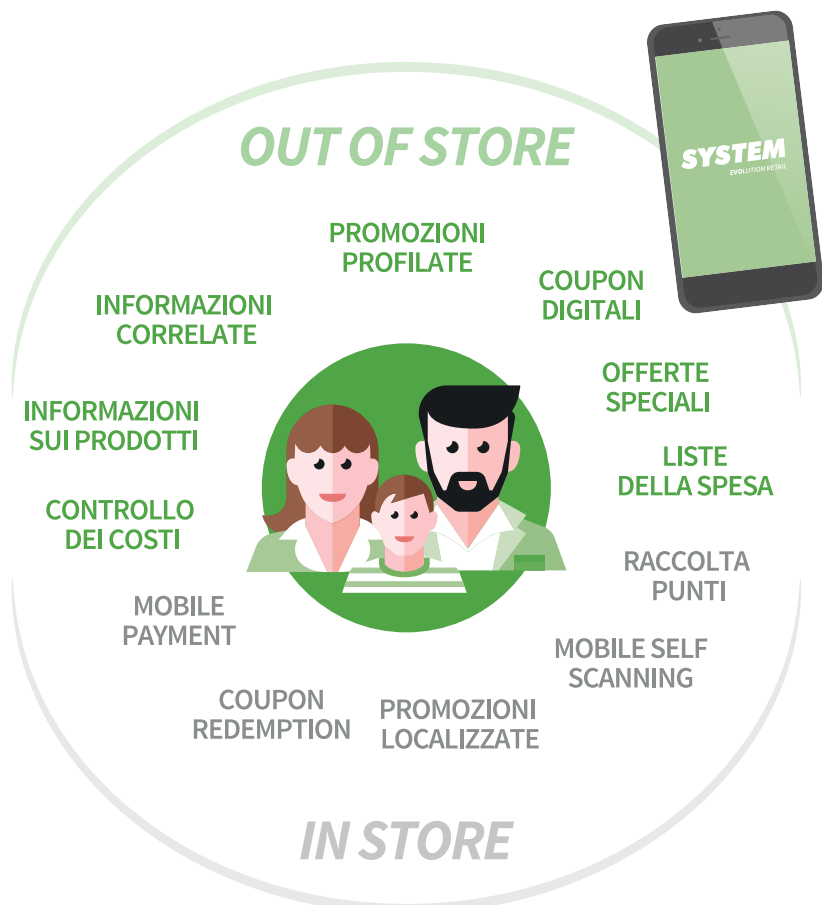 OUT OF STORE
SYSTEM
EVOLUTION RETAIL
PROMOZIONI
PROFILATE
COUPON
DIGITALI
INFORMAZIONI
CORRELATE
OFFERTE
SPECIALI
INFORMAZIONI
SUI PRODOTTI
LISTE
DELLA SPESA
CONTROLLO
DEI COSTI
RACCOLTA
PUNTI
MOBILE
PAYMENT
MOBILE SELF
SCANNING
COUPON
REDEMPTION
PROMOZIONI
LOCALIZZATE
IN STORE